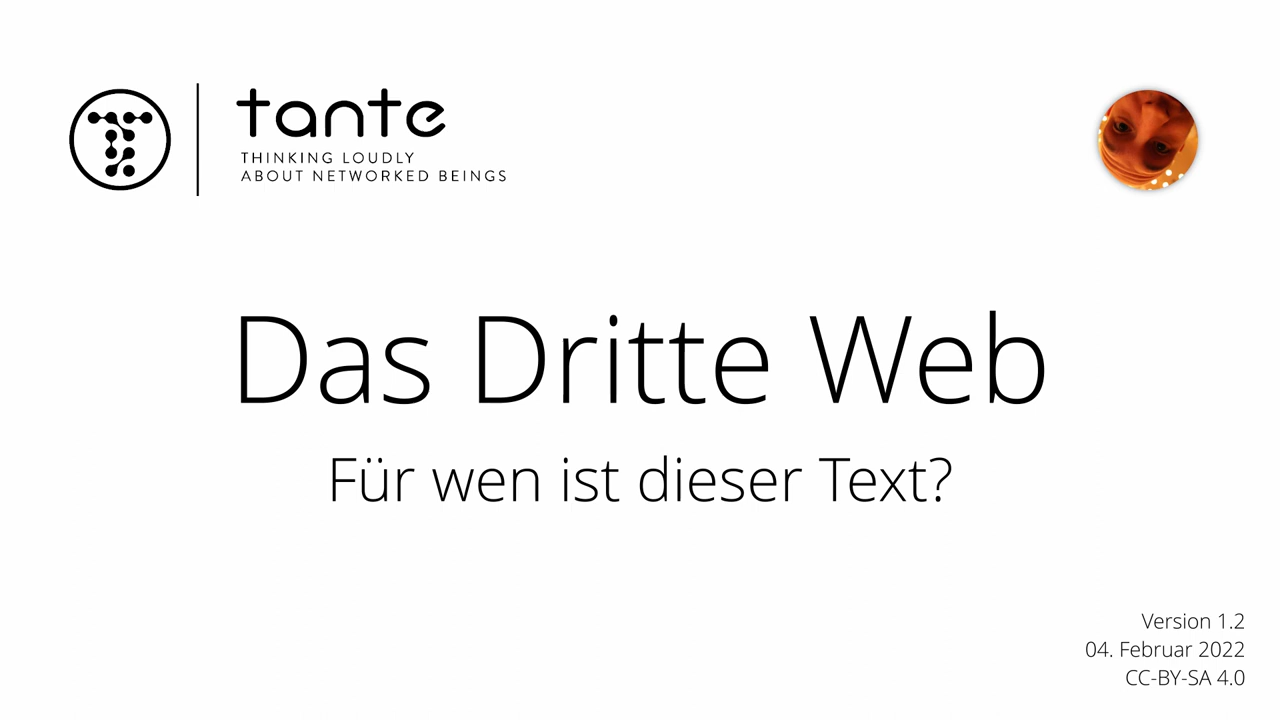 tante
THINKING LOUDLY
ABOUT NETWORKED BEINGS
Das Dritte Web
Für wen ist dieser Text?
Version 1.2
04. Februar 2022
CC-BY-SA 4.0